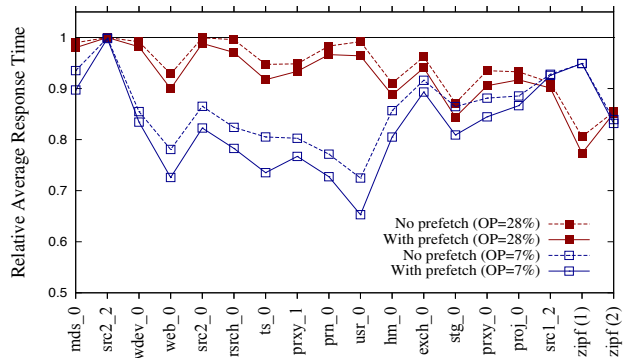 Relative Average Response Time
1
0.9
0.8
0.7
0.6
0.5
No prefetch (OP=28%)
With prefetch (OP=28%)
No prefetch (OP=7%)
With prefetch (OP=7%)
mds_0
src2_2
wdev_0
web_0
src2_0
rsrch_0
ts_0
prxy_1
prn_0
usr_0
hm_0
exch_0
stg_0
prxy_0
proj_0
src1_2
zipf (1)
zipf (2)